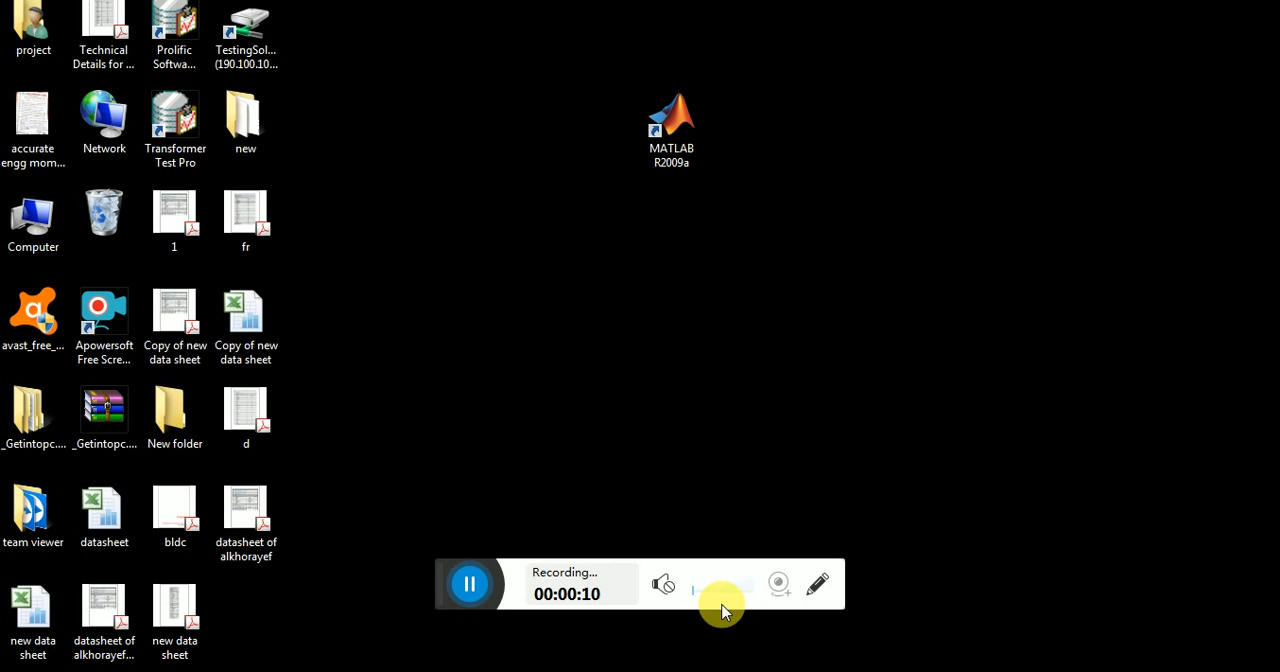 project
Technical
Details for ...
Prolific
Softwa...
TestingSol...
(190.100.10...
accurate
engg mom...
Network
Transformer
Test Pro
new
MATLAB
R2009a
Computer
1
fr
avast_free_...
Apowersoft
Free Scre...
Copy of new
data sheet
Copy of new
data sheet
_Getintopc....
_Getintopc....
New folder
d
team viewer
datasheet
bldc
datasheet of
alkhorayef
Recording...
00:00:10
new data
sheet
datasheet of
alkhorayef...
new data
sheet